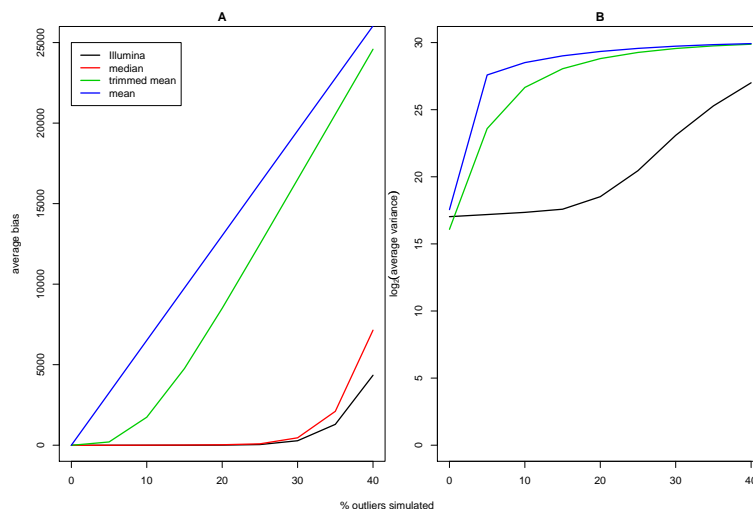 A
B
Illumina
median
trimmed mean
mean
average bias
0
5000
10000
15000
20000
25000
0
10
20
30
40
log2(average variance)
0
5
10
15
20
25
30
0
10
20
30
40
% outliers simulated